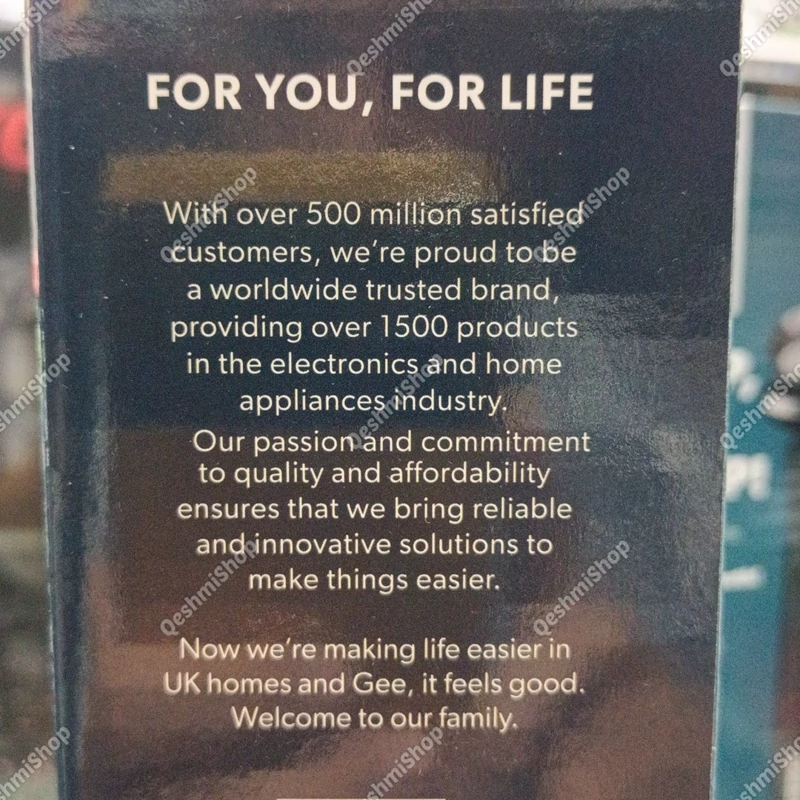 FOR YOU, FOR LIFE
With over 500 million satisfied
customers, we're proud to be
a worldwide trusted brand,
providing over 1500 products
in the electronics and home
appliances industry.
Our passion and commitment
to quality and affordability
ensures that we bring reliable
and innovative solutions to
make things easier.
Now we're making life easier in
UK homes and Gee, it feels good.
Welcome to our family.
QeshmiShop